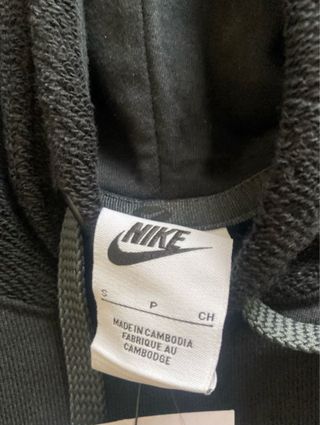 NIKE
S P CH
MADE IN CAMBODIA
FABRIQUE AU
CAMBODGE